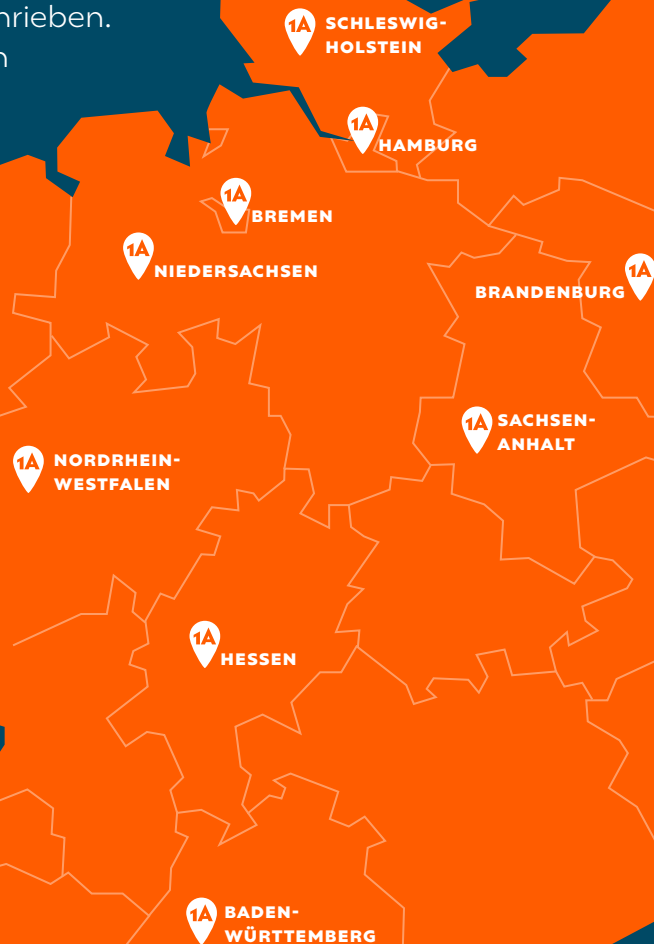 hrieben.
n
1A SCHLESWIG-
HOLSTEIN
1A HAMBURG
1A BREMEN
1A NIEDERSACHSEN
BRANDENBURG 1A
1A SACHSEN-
ANHALT
1A NORDRHEIN-
WESTFALEN
1A HESSEN
1A BADEN-
WÜRTTEMBERG